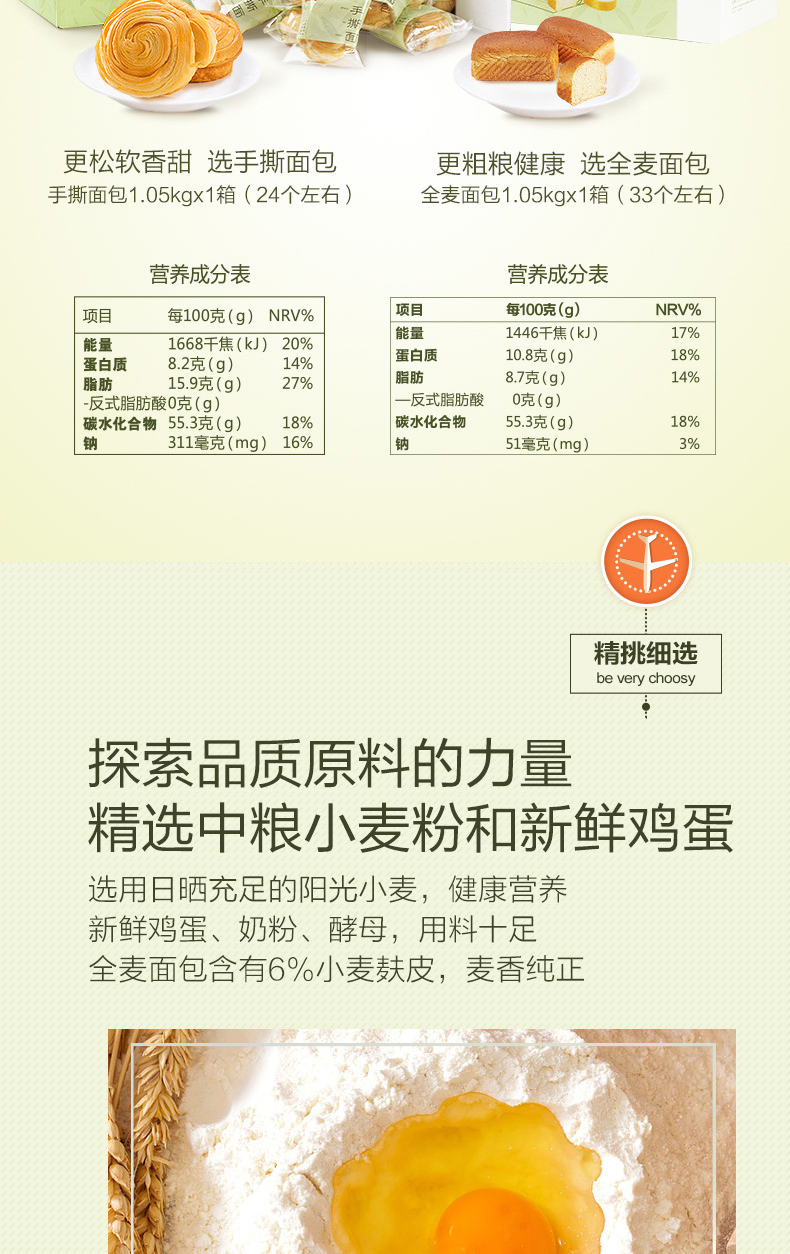 手撕面包
更松软香甜 选手撕面包
手撕面包1.05kgx1箱（24个左右）
更粗粮健康 选全麦面包
全麦面包1.05kgx1箱（33个左右）
营养成分表
项目 每100克(g) NRV%
能量 1668千焦(kJ) 20%
蛋白质 8.2克(g) 14%
脂肪 15.9克(g) 27%
-反式脂肪酸0克(g)
碳水化合物 55.3克(g) 18%
钠 311毫克(mg) 16%
营养成分表
项目 每100克(g) NRV%
能量 1446千焦(kJ) 17%
蛋白质 10.8克(g) 18%
脂肪 8.7克(g) 14%
—反式脂肪酸 0克(g)
碳水化合物 55.3克(g) 18%
钠 51毫克(mg) 3%
精挑细选
be very choosy
探索品质原料的力量
精选中粮小麦粉和新鲜鸡蛋
选用日晒充足的阳光小麦，健康营养
新鲜鸡蛋、奶粉、酵母，用料十足
全麦面包含有6%小麦麸皮，麦香纯正